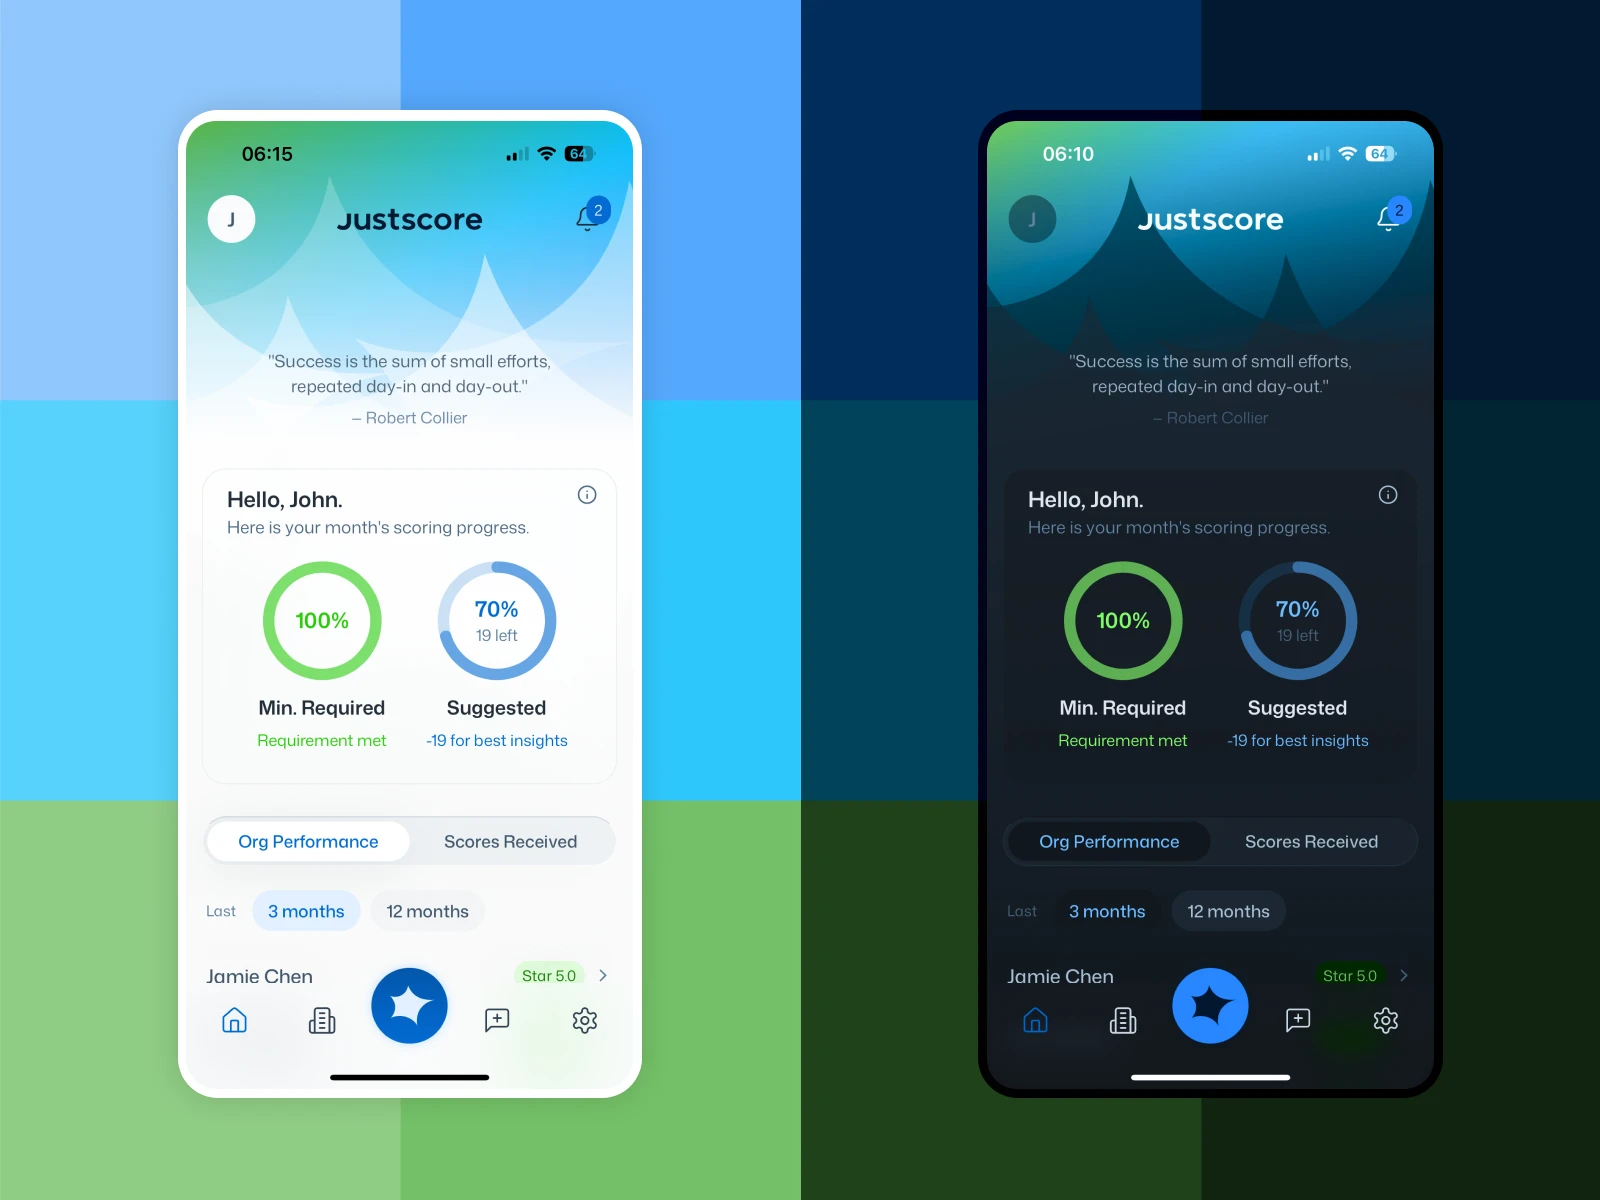 06:15
64
J
Justscore
2
"Success is the sum of small efforts,
repeated day-in and day-out."
– Robert Collier
Hello, John.
Here is your month's scoring progress.
100%
70%
19 left
Min. Required
Suggested
Requirement met
-19 for best insights
Org Performance
Scores Received
Last
3 months
12 months
Jamie Chen
Star 5.0
06:10
64
J
Justscore
2
"Success is the sum of small efforts,
repeated day-in and day-out."
– Robert Collier
Hello, John.
Here is your month's scoring progress.
100%
70%
19 left
Min. Required
Suggested
Requirement met
-19 for best insights
Org Performance
Scores Received
Last
3 months
12 months
Jamie Chen
Star 5.0